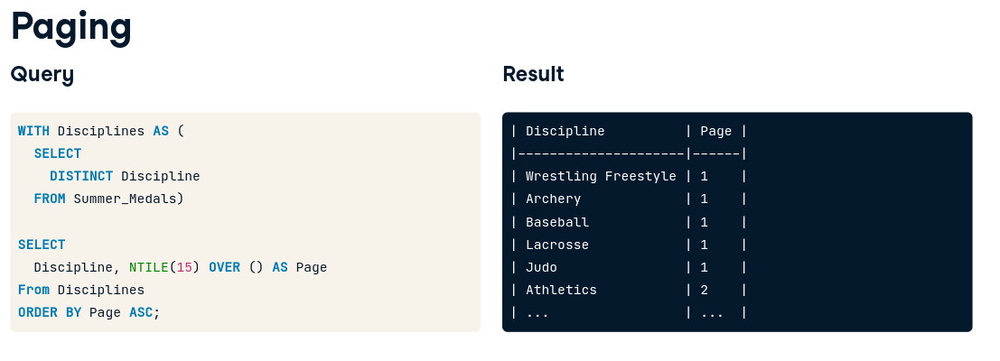 Paging
Query
WITH Disciplines AS (
  SELECT
    DISTINCT Discipline
  FROM Summer_Medals)
SELECT
  Discipline, NTILE(15) OVER () AS Page
From Disciplines
ORDER BY Page ASC;
Result
| Discipline          | Page |
|---------------------|------|
| Wrestling Freestyle | 1    |
| Archery             | 1    |
| Baseball            | 1    |
| Lacrosse            | 1    |
| Judo                | 1    |
| Athletics           | 2    |
| ...                 | ...  |